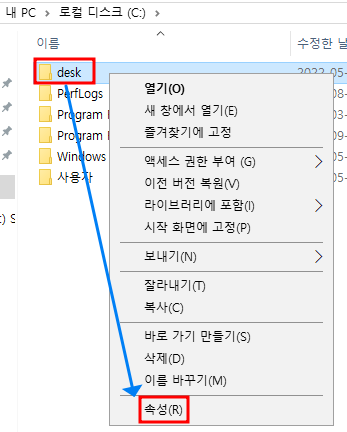 내 PC > 로컬 디스크 (C:) >
이름
수정한 날
desk
2022-05-
PerfLogs
Program
Program
Windows
사용자
열기(O)
새 창에서 열기(E)
즐겨찾기에 고정
액세스 권한 부여 (G)
이전 버전 복원(V)
라이브러리에 포함(I)
시작 화면에 고정(P)
보내기(N)
잘라내기(T)
복사(C)
바로 가기 만들기(S)
삭제(D)
이름 바꾸기(M)
속성(R)